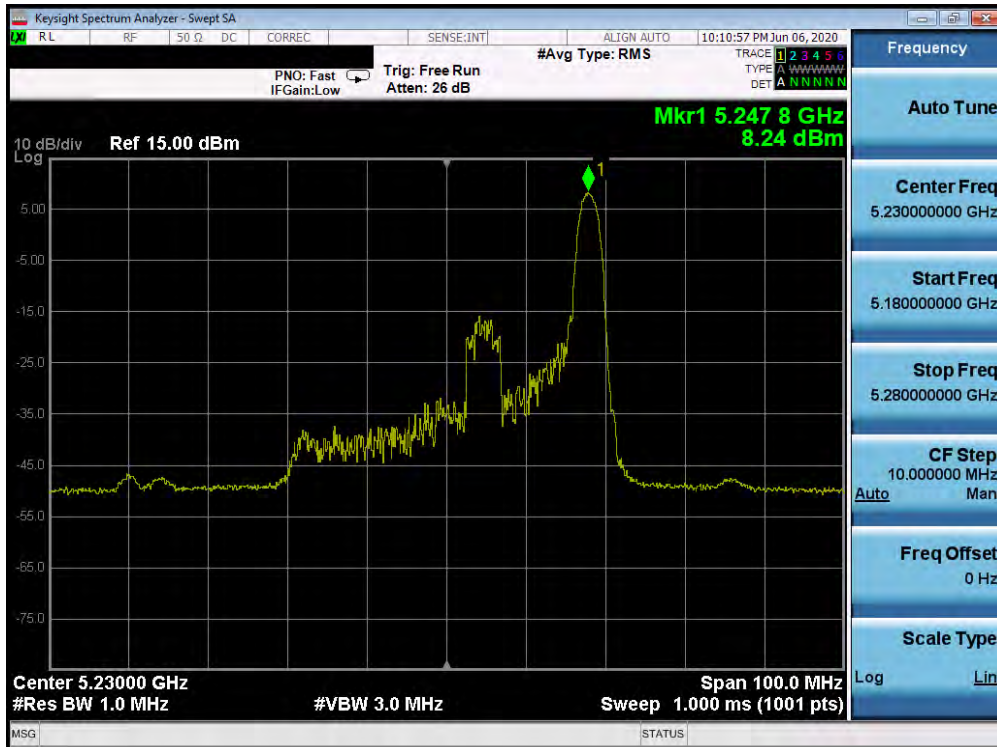 Keysight Spectrum Analyzer - Swept SA
LXI RL RF 50 Ω DC CORREC SENSE:INT ALIGN AUTO 10:10:57 PM Jun 06, 2020
#Avg Type: RMS TRACE 1 2 3 4 5 6
PNO: Fast Trig: Free Run TYPE A WWWWW
IFGain:Low Atten: 26 dB DET A N N N N N
Mkr1 5.247 8 GHz
8.24 dBm
10 dB/div Ref 15.00 dBm
Log
1
5.00
-5.00
-15.0
-25.0
-35.0
-45.0
-55.0
-65.0
-75.0
Center 5.23000 GHz Span 100.0 MHz
#Res BW 1.0 MHz #VBW 3.0 MHz Sweep 1.000 ms (1001 pts)
MSG STATUS
Frequency
Auto Tune
Center Freq
5.230000000 GHz
Start Freq
5.180000000 GHz
Stop Freq
5.280000000 GHz
CF Step
10.000000 MHz
Auto Man
Freq Offset
0 Hz
Scale Type
Log Lin